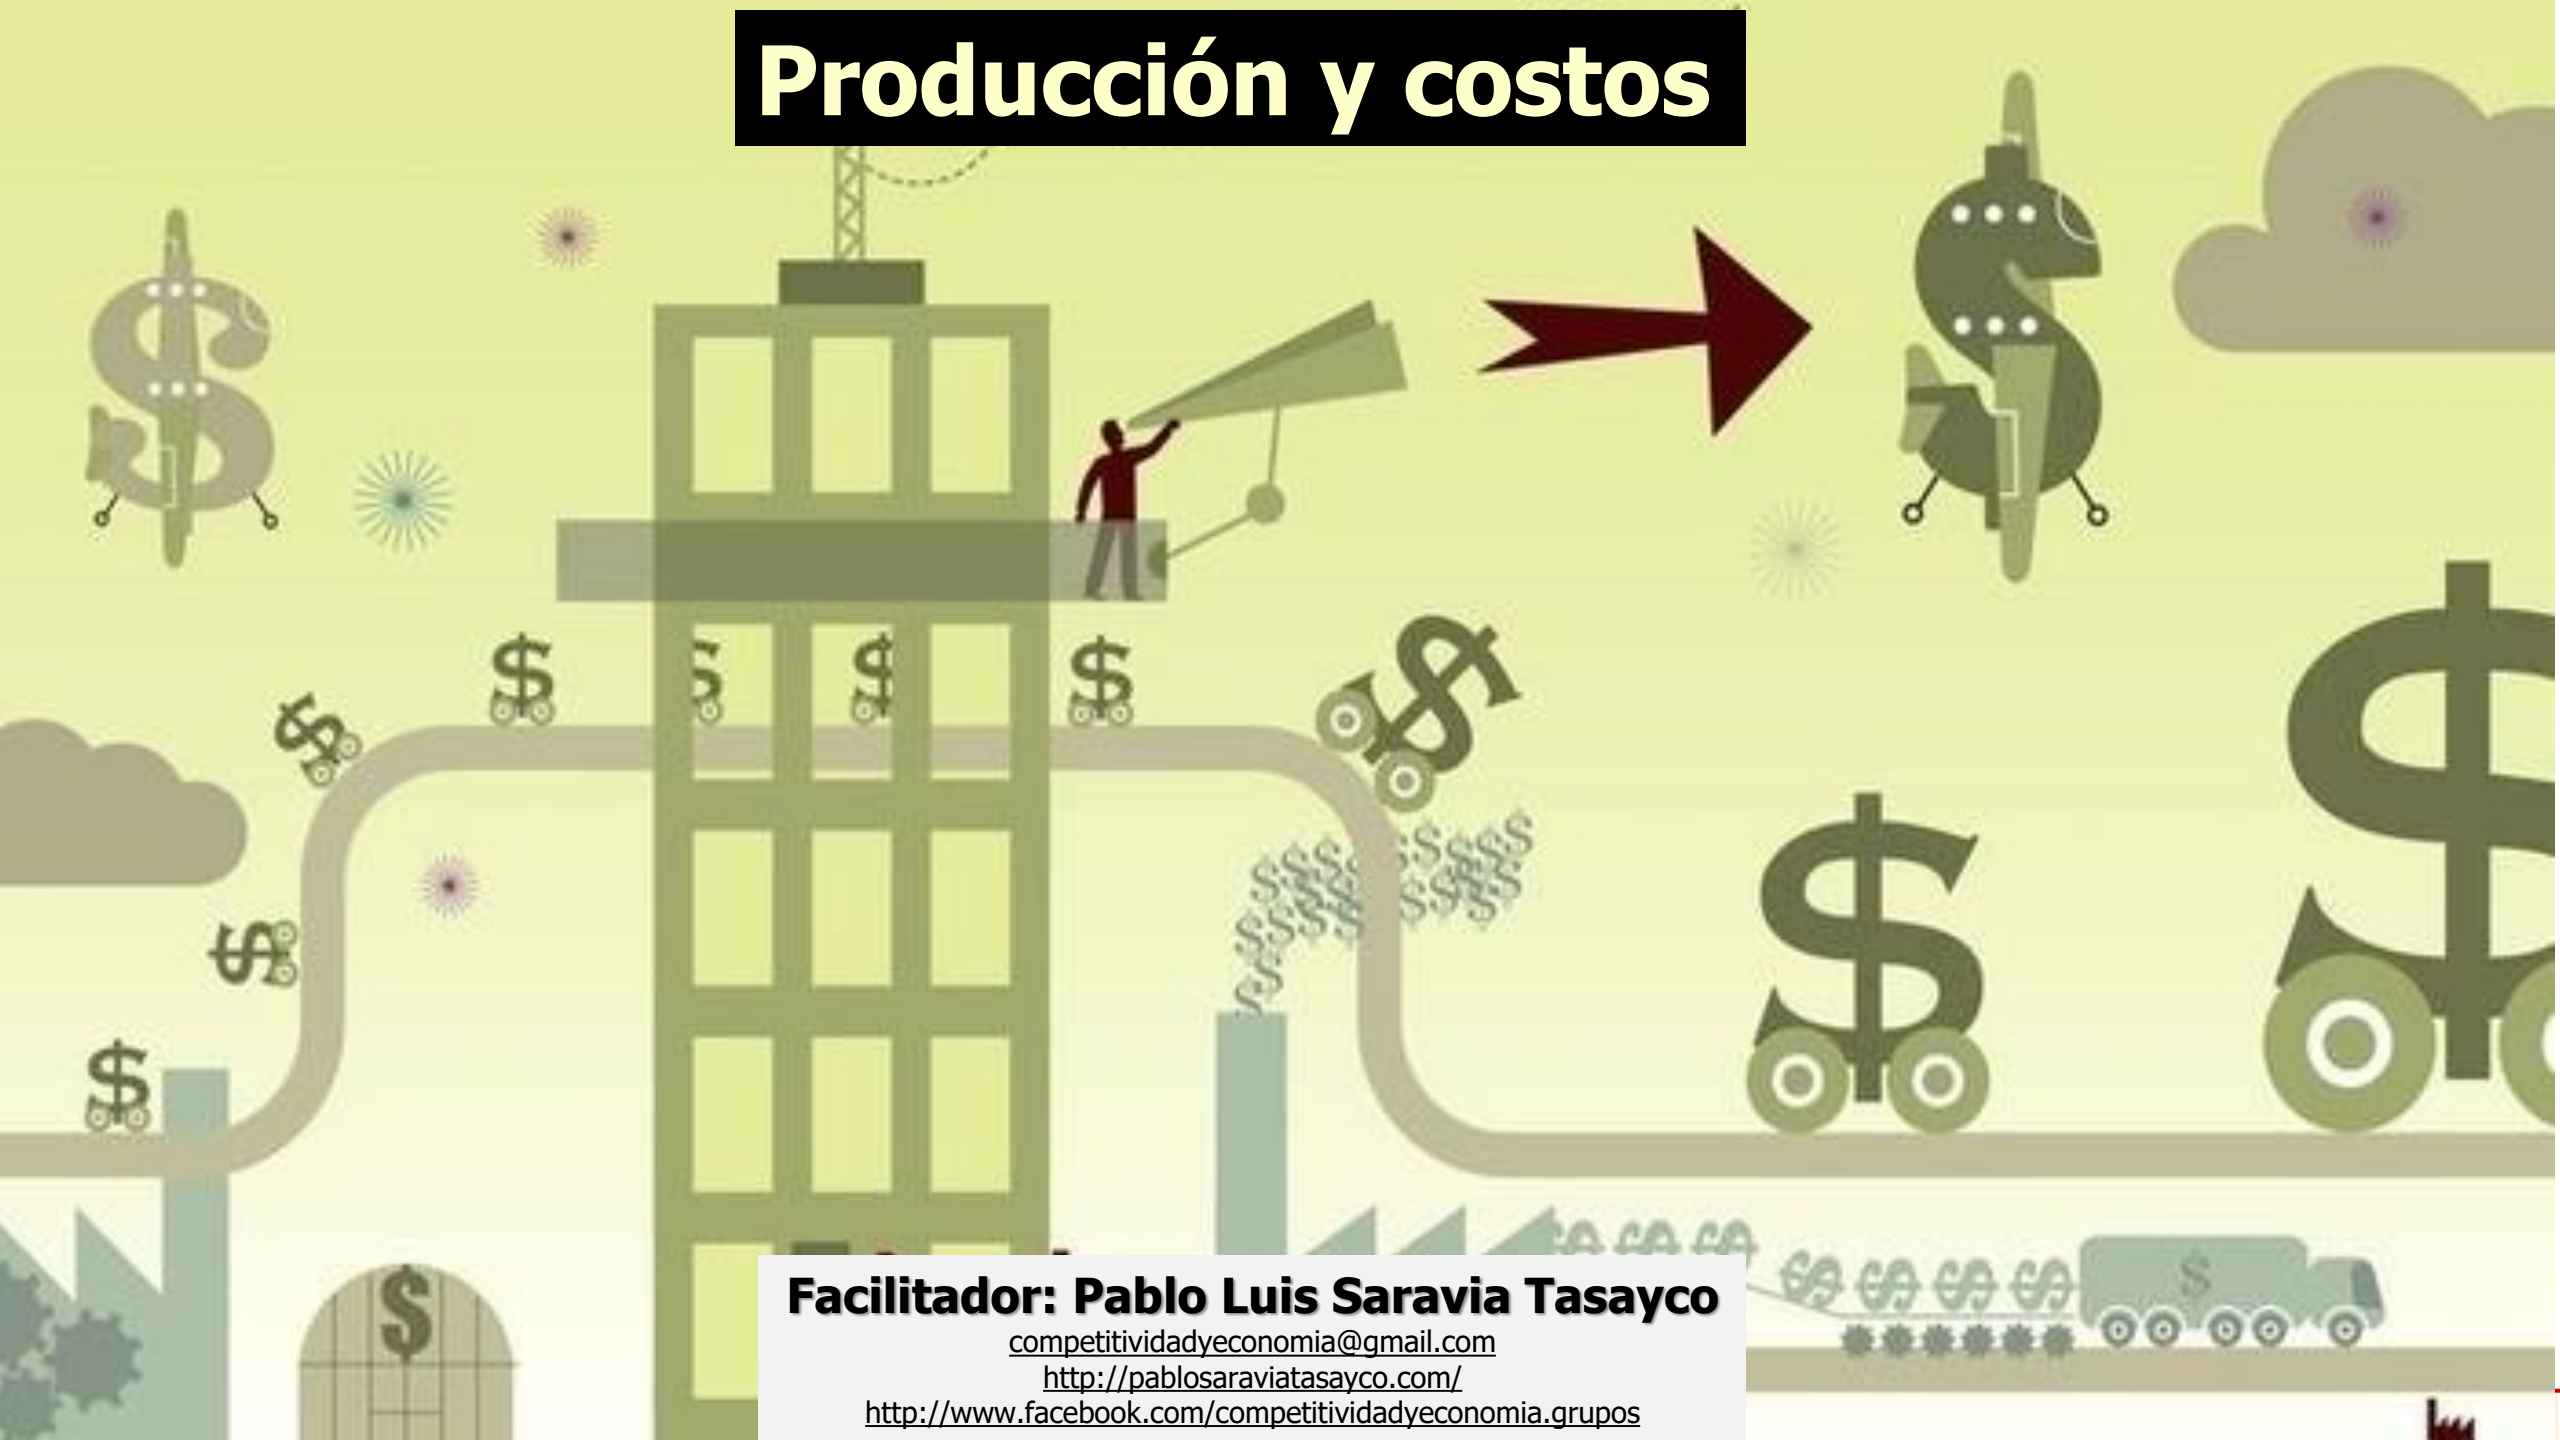 Producción y costos
Facilitador: Pablo Luis Saravia Tasayco
competitividadyeconomia@gmail.com
http://pablosaraviatasayco.com/
http://www.facebook.com/competitividadyeconomia.grupos